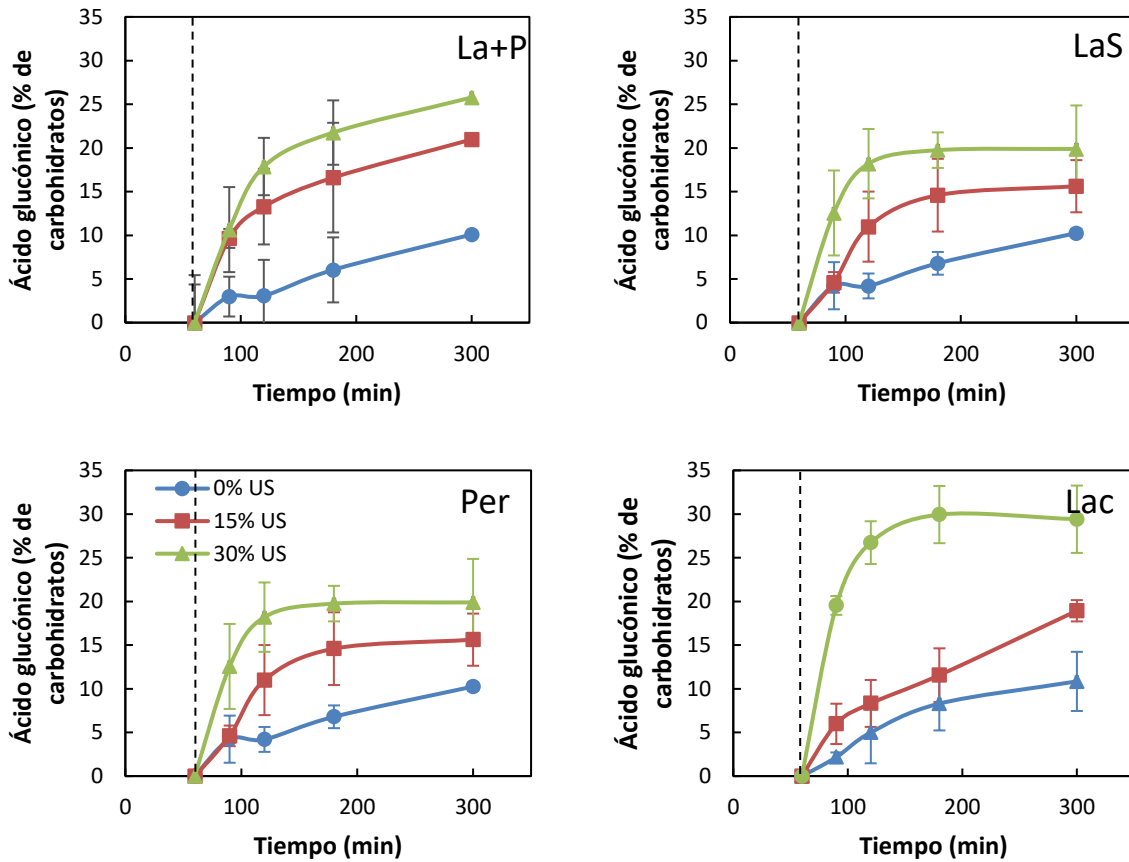 La+P
Ácido glucónico (% de
carbohidratos)
35
30
25
20
15
10
5
0
0
100
200
300
Tiempo (min)
LaS
Ácido glucónico (% de
carbohidratos)
35
30
25
20
15
10
5
0
0
100
200
300
Tiempo (min)
Per
0% US
15% US
30% US
Ácido glucónico (% de
carbohidratos)
35
30
25
20
15
10
5
0
0
100
200
300
Tiempo (min)
Lac
Ácido glucónico (% de
carbohidratos)
35
30
25
20
15
10
5
0
0
100
200
300
Tiempo (min)